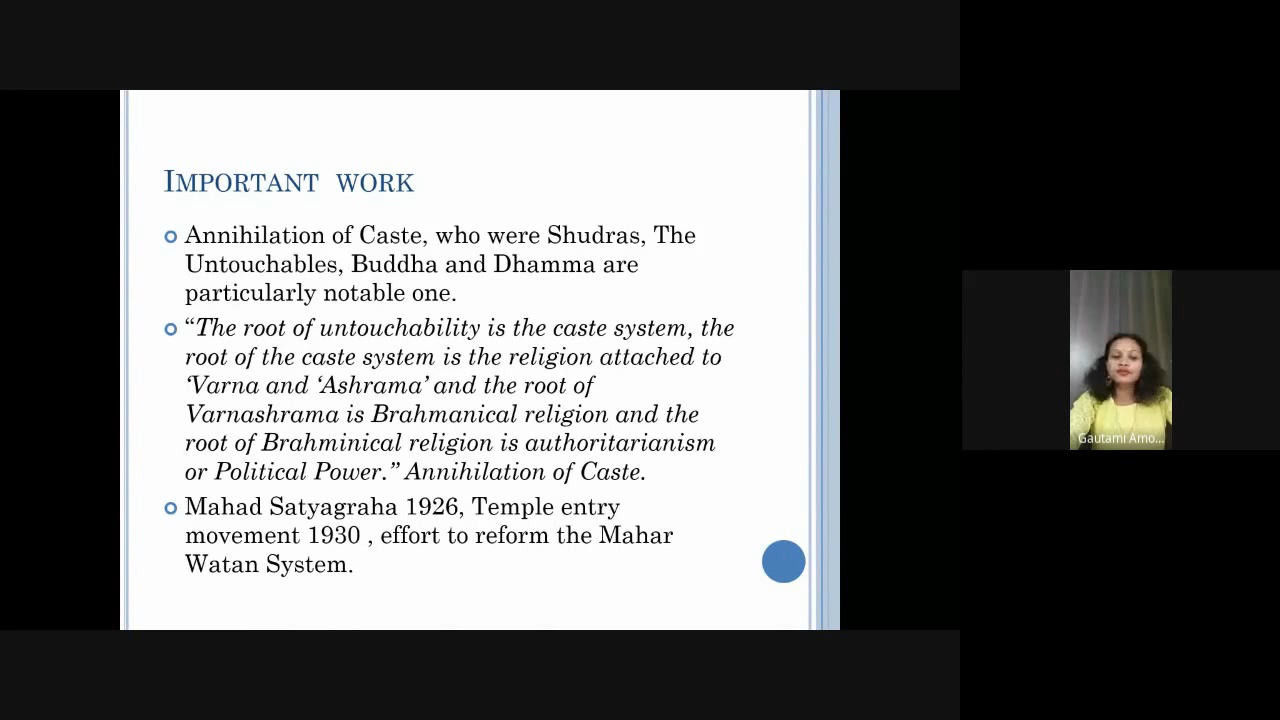 IMPORTANT WORK
Annihilation of Caste, who were Shudras, The
Untouchables, Buddha and Dhamma are
particularly notable one.
“The root of untouchability is the caste system, the
root of the caste system is the religion attached to
‘Varna and ‘Ashrama’ and the root of
Varnashrama is Brahmanical religion and the
root of Brahminical religion is authoritarianism
or Political Power.” Annihilation of Caste.
Mahad Satyagraha 1926, Temple entry
movement 1930 , effort to reform the Mahar
Watan System.
Gautami Arno...